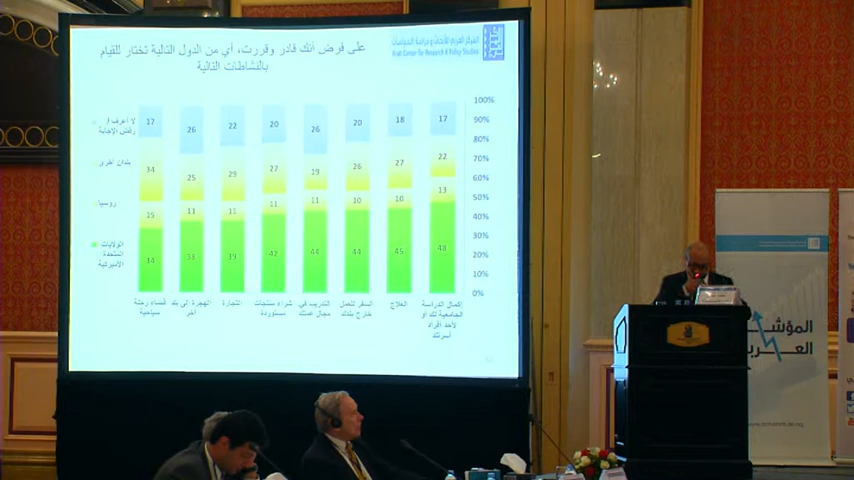 المركز العربي للأبحاث ودراسة السياسات
Arab Center for Research & Policy Studies
على فرض أنك قادر وقررت، أي من الدول التالية تختار للقيام
بالنشاطات التالية
100%
90%
80%
70%
60%
50%
40%
30%
20%
10%
0%
17 26 22 20 26 20 18 17
34 25 29 27 19 26 27 22
15 11 11 11 11 10 10 13
34 38 39 42 44 44 45 48
لا أعرف /
رفض الإجابة
بلدان أخرى
روسيا
الولايات
المتحدة
الأميركية
إكمال الدراسة
الجامعية لك أو
لأحد أفراد
أسرتك
العلاج
السفر للعمل
خارج بلدك
التدريب في
مجال عملك
شراء منتجات
مستوردة
التجارة
الهجرة إلى بلد
آخر
قضاء رحلة
سياحية
المؤش
العرب